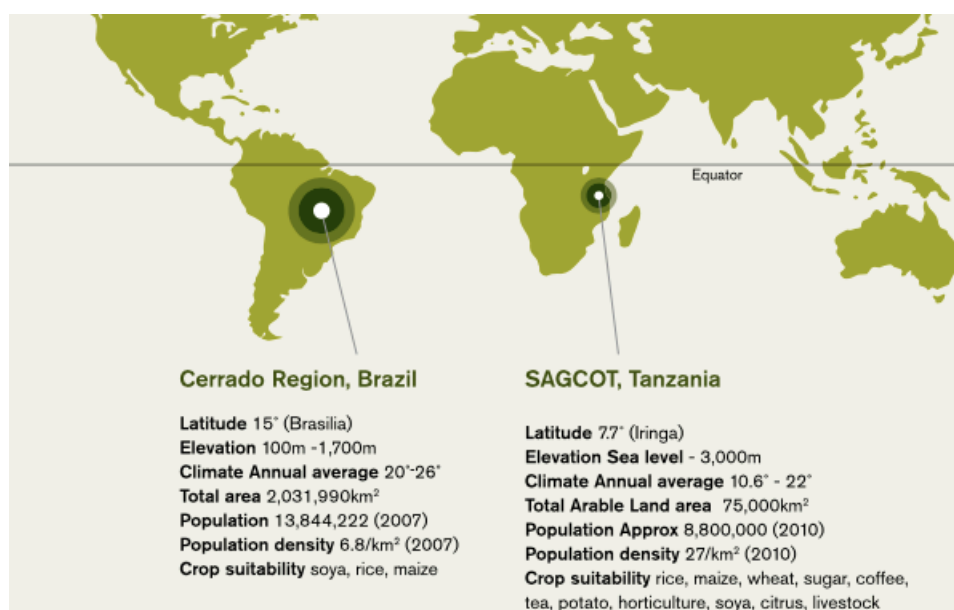 Equator
Cerrado Region, Brazil
Latitude 15° (Brasilia)
Elevation 100m -1,700m
Climate Annual average 20°-26°
Total area 2,031,990km²
Population 13,844,222 (2007)
Population density 6.8/km² (2007)
Crop suitability soya, rice, maize
SAGCOT, Tanzania
Latitude 7.7° (Iringa)
Elevation Sea level - 3,000m
Climate Annual average 10.6° - 22°
Total Arable Land area 75,000km²
Population Approx 8,800,000 (2010)
Population density 27/km² (2010)
Crop suitability rice, maize, wheat, sugar, coffee,
tea, potato, horticulture, soya, citrus, livestock